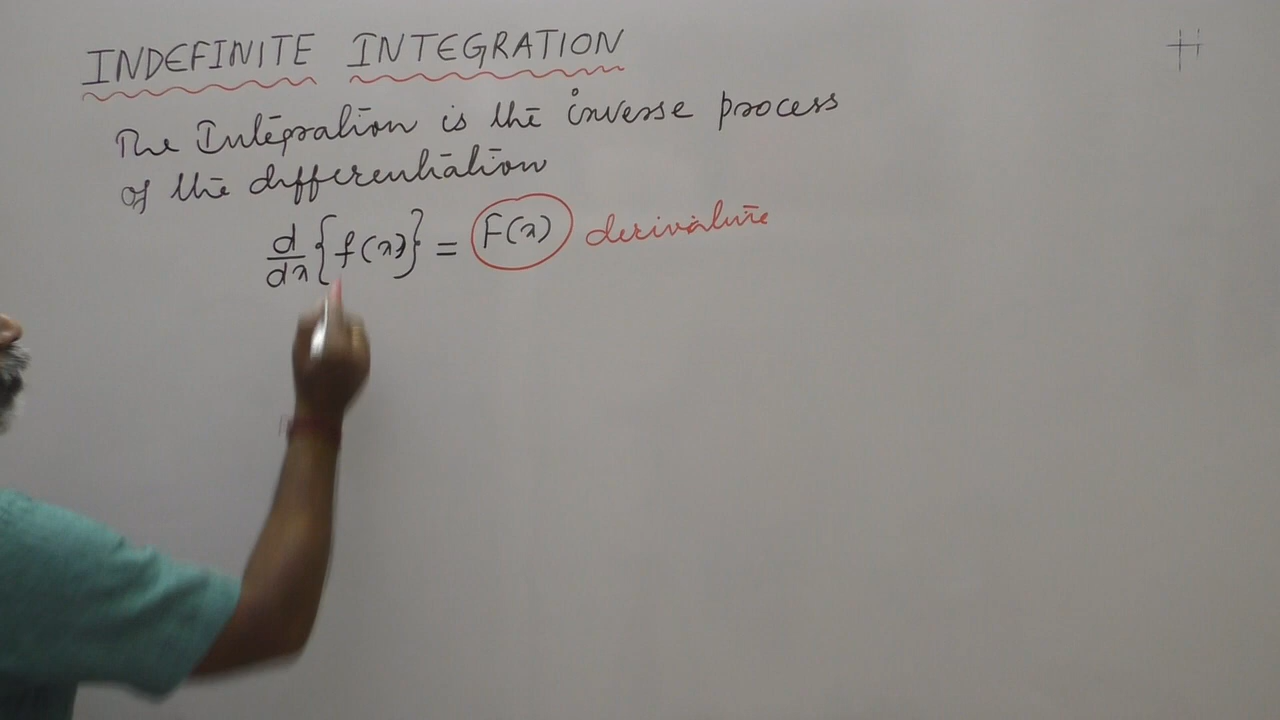 INDEFINITE INTEGRATION
The Integration is the inverse process
of the differentiation
d/dx {f(x)} = F(x) derivative